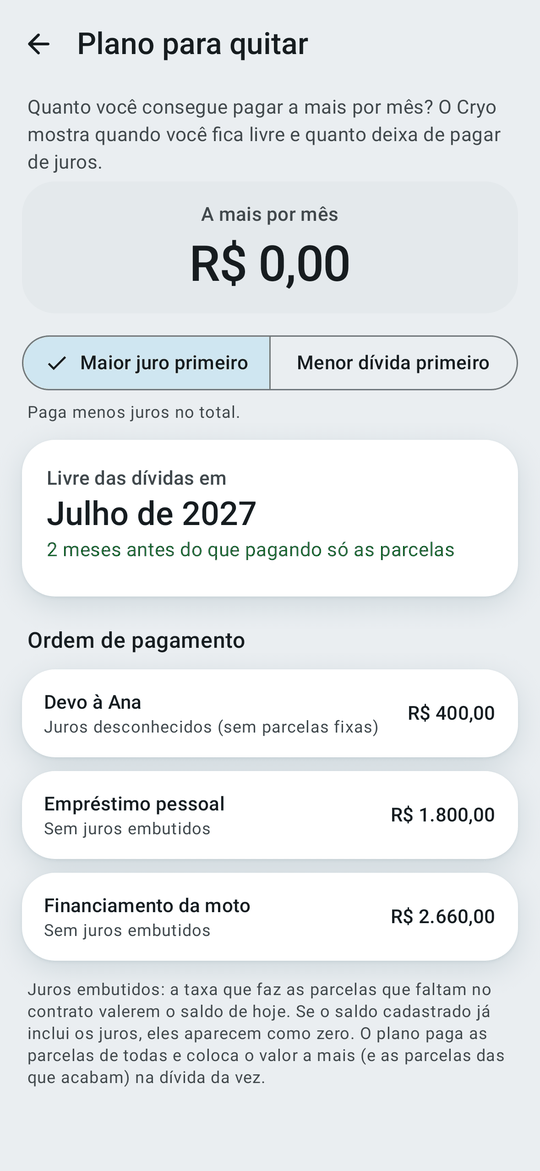 Plano para quitar
Quanto você consegue pagar a mais por mês? O Cryo
mostra quando você fica livre e quanto deixa de pagar
de juros.
A mais por mês
R$ 0,00
Maior juro primeiro
Menor dívida primeiro
Paga menos juros no total.
Livre das dívidas em
Julho de 2027
2 meses antes do que pagando só as parcelas
Ordem de pagamento
Devo à Ana
Juros desconhecidos (sem parcelas fixas)
R$ 400,00
Empréstimo pessoal
Sem juros embutidos
R$ 1.800,00
Financiamento da moto
Sem juros embutidos
R$ 2.660,00
Juros embutidos: a taxa que faz as parcelas que faltam no
contrato valerem o saldo de hoje. Se o saldo cadastrado já
inclui os juros, eles aparecem como zero. O plano paga as
parcelas de todas e coloca o valor a mais (e as parcelas das
que acabam) na dívida da vez.